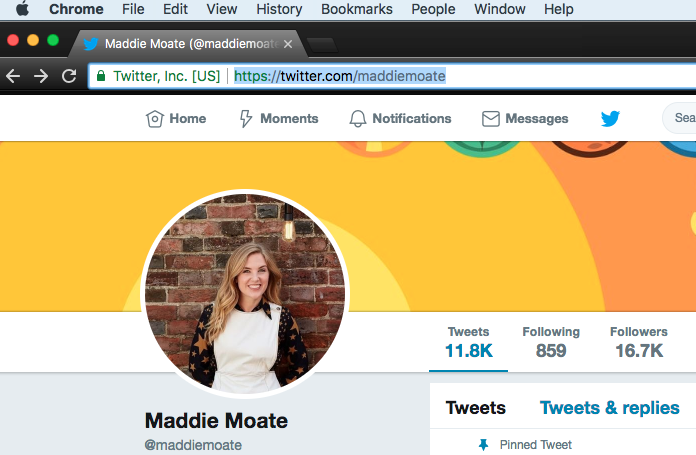 Chrome File Edit View History Bookmarks People Window Help
Maddie Moate (@maddiemoate
Twitter, Inc. [US] https://twitter.com/maddiemoate
Home Moments Notifications Messages Sea
Tweets Following Followers
11.8K 859 16.7K
Maddie Moate
@maddiemoate
Tweets Tweets & replies
Pinned Tweet